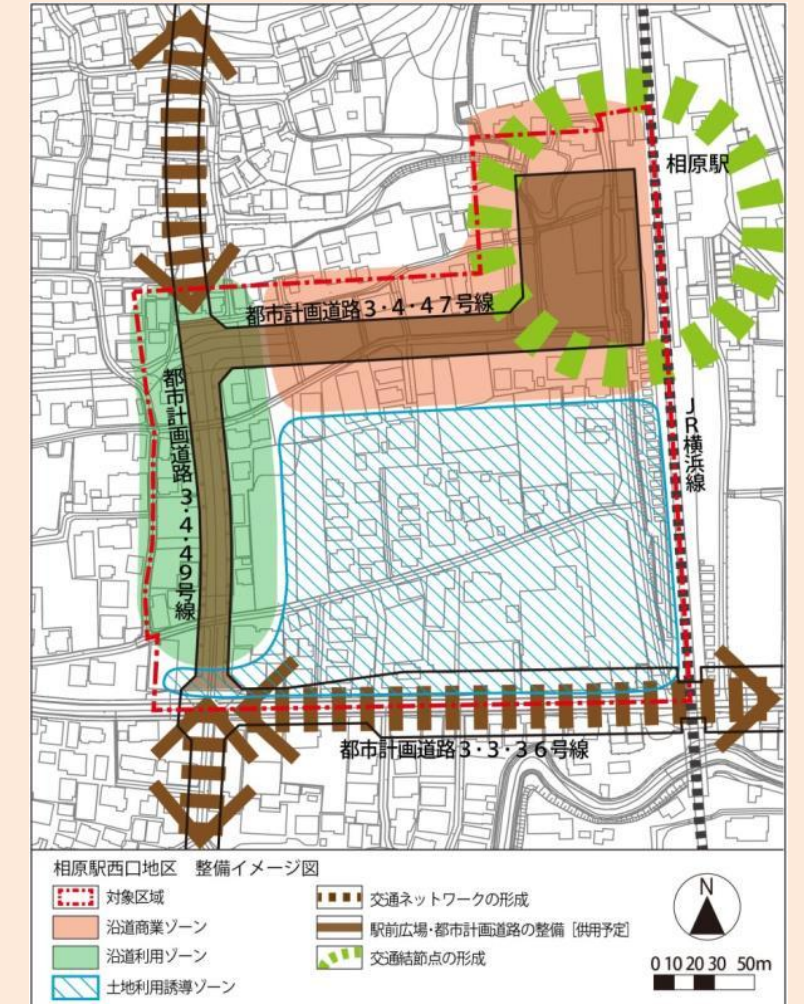 相原駅
都市計画道路3・4・47号線
都市計画道路 3・4・49号線
JR横浜線
都市計画道路3・3・36号線
相原駅西口地区 整備イメージ図
対象区域
沿道商業ゾーン
沿道利用ゾーン
土地利用誘導ゾーン
交通ネットワークの形成
駅前広場・都市計画道路の整備［供用予定］
交通結節点の形成
N
0 10 20 30 50m